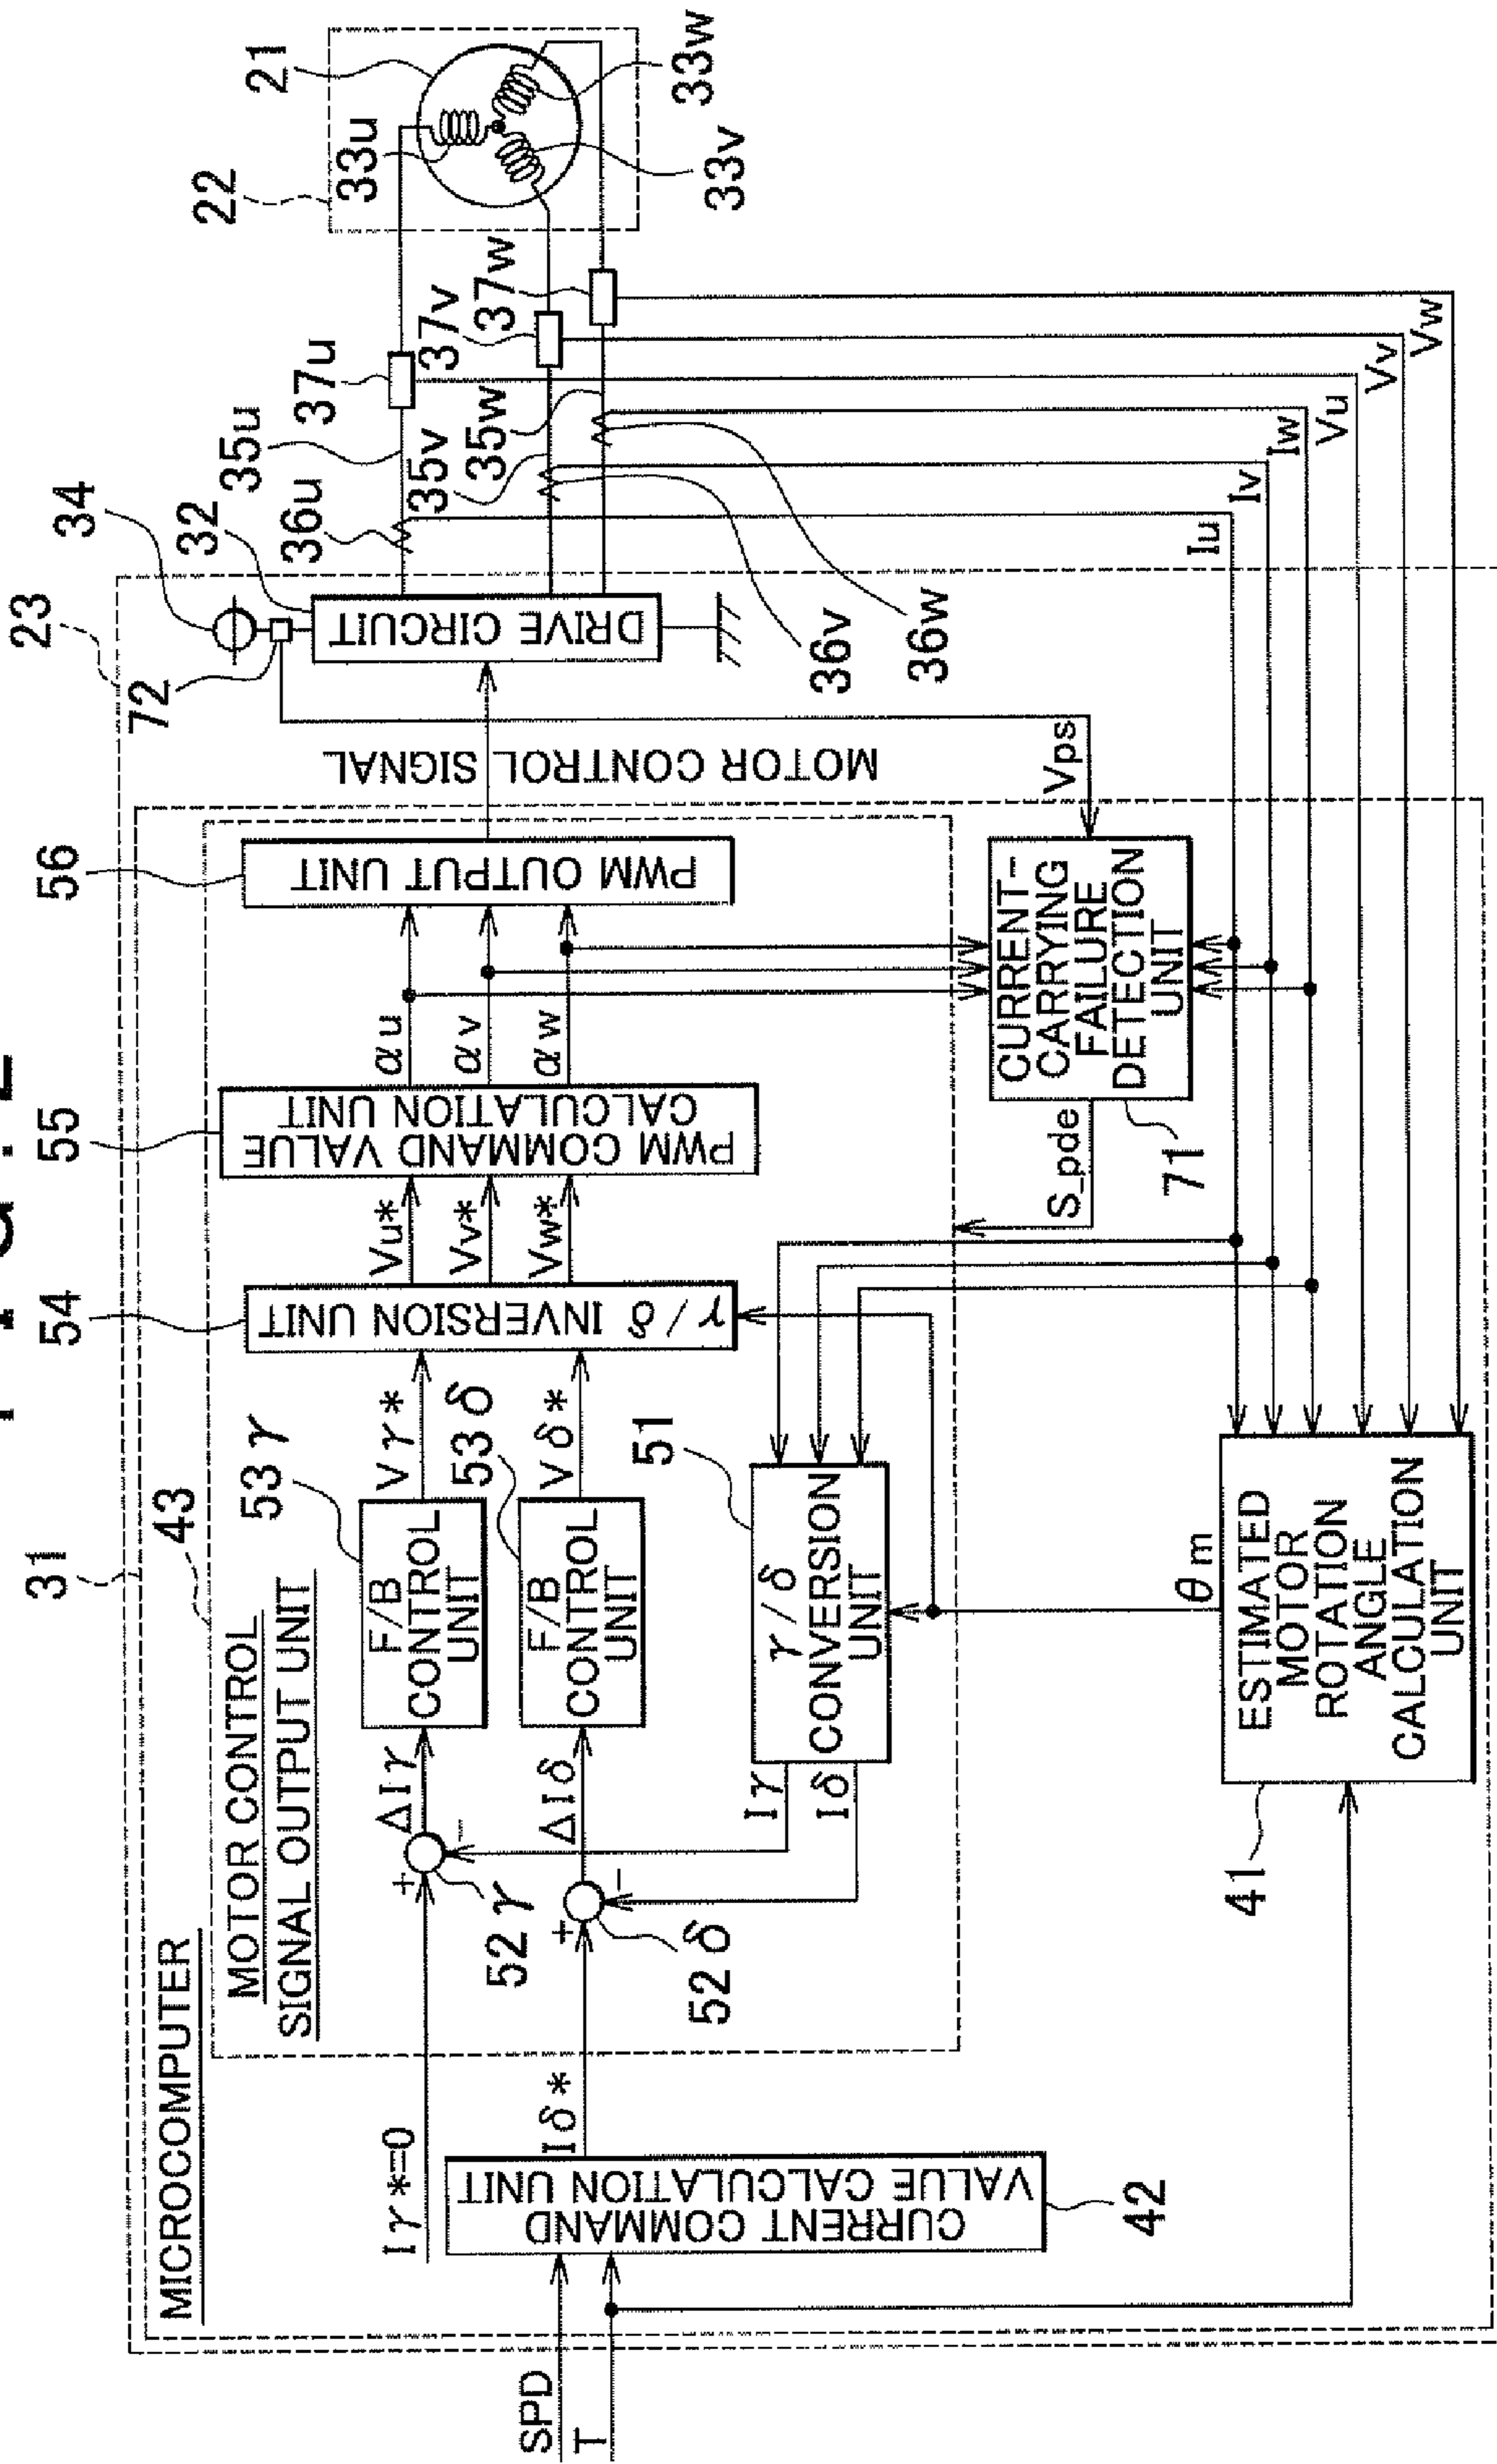 FIG. 2
MICROCOMPUTER
31
23
MOTOR CONTROL
SIGNAL OUTPUT UNIT
43
SPD
T
Iγ*=0
CURRENT COMMAND
VALUE CALCULATION UNIT
42
Iδ*
+
-
52γ
+
-
52δ
ΔIγ
ΔIδ
F/B
CONTROL
UNIT
53γ
F/B
CONTROL
UNIT
53δ
Vγ*
Vδ*
γ/δ INVERSION UNIT
54
Vu*
Vv*
Vw*
PWM COMMAND VALUE
CALCULATION UNIT
55
αu
αv
αw
PWM OUTPUT UNIT
56
MOTOR CONTROL SIGNAL
DRIVE CIRCUIT
32
34
72
Vps
36u
36v
36w
35u
35v
35w
37u
37v
37w
22
21
33u
33v
33w
Iγ
Iδ
γ/δ
CONVERSION
UNIT
51
S_pde
CURRENT-
CARRYING
FAILURE
DETECTION
UNIT
71
Iu
Iv
Iw
Vu
Vv
Vw
θm
ESTIMATED
MOTOR
ROTATION
ANGLE
CALCULATION
UNIT
41